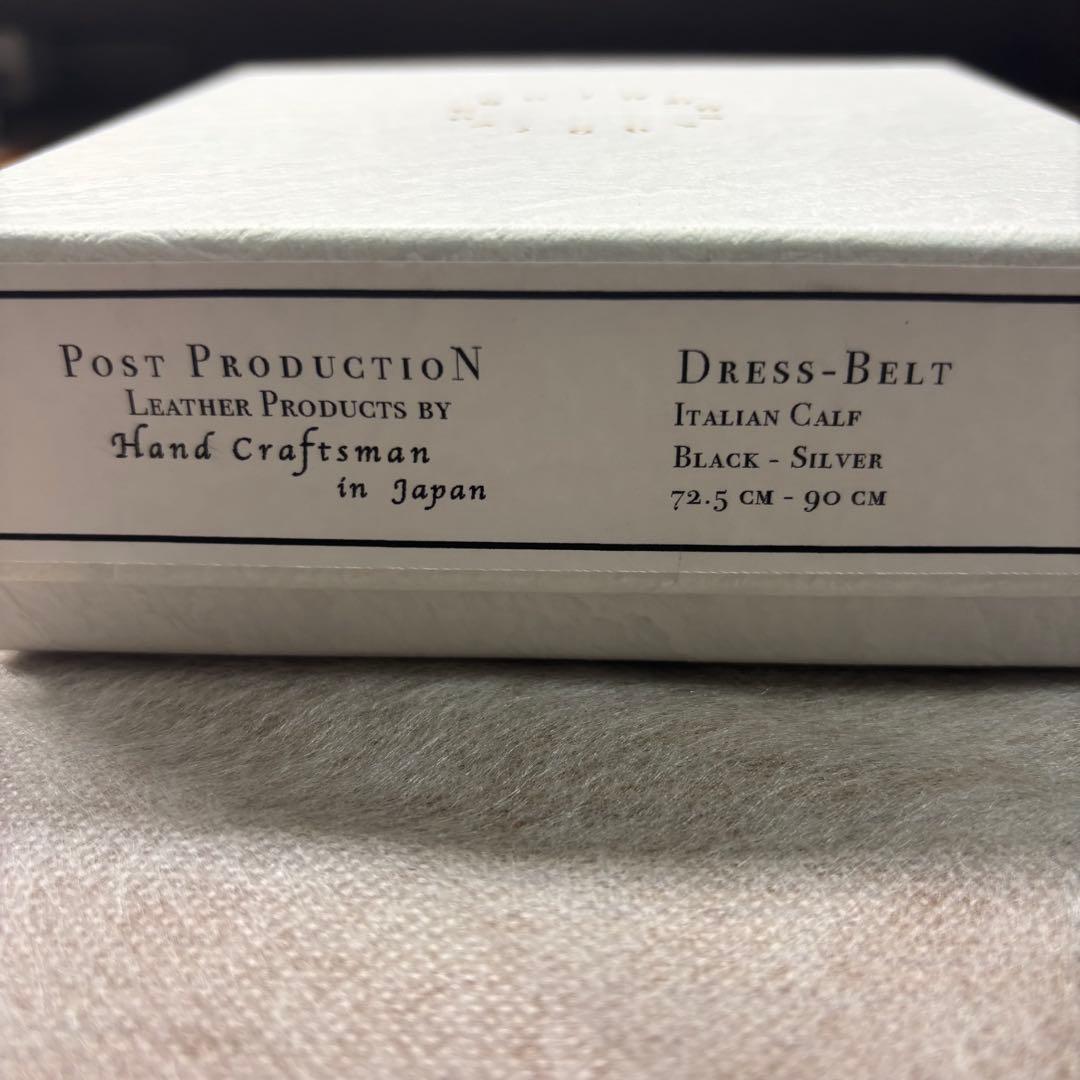 Post ProductioN
Leather Products by
Hand Craftsman
in Japan
Dress-Belt
Italian Calf
Black - Silver
72.5 cm - 90 cm